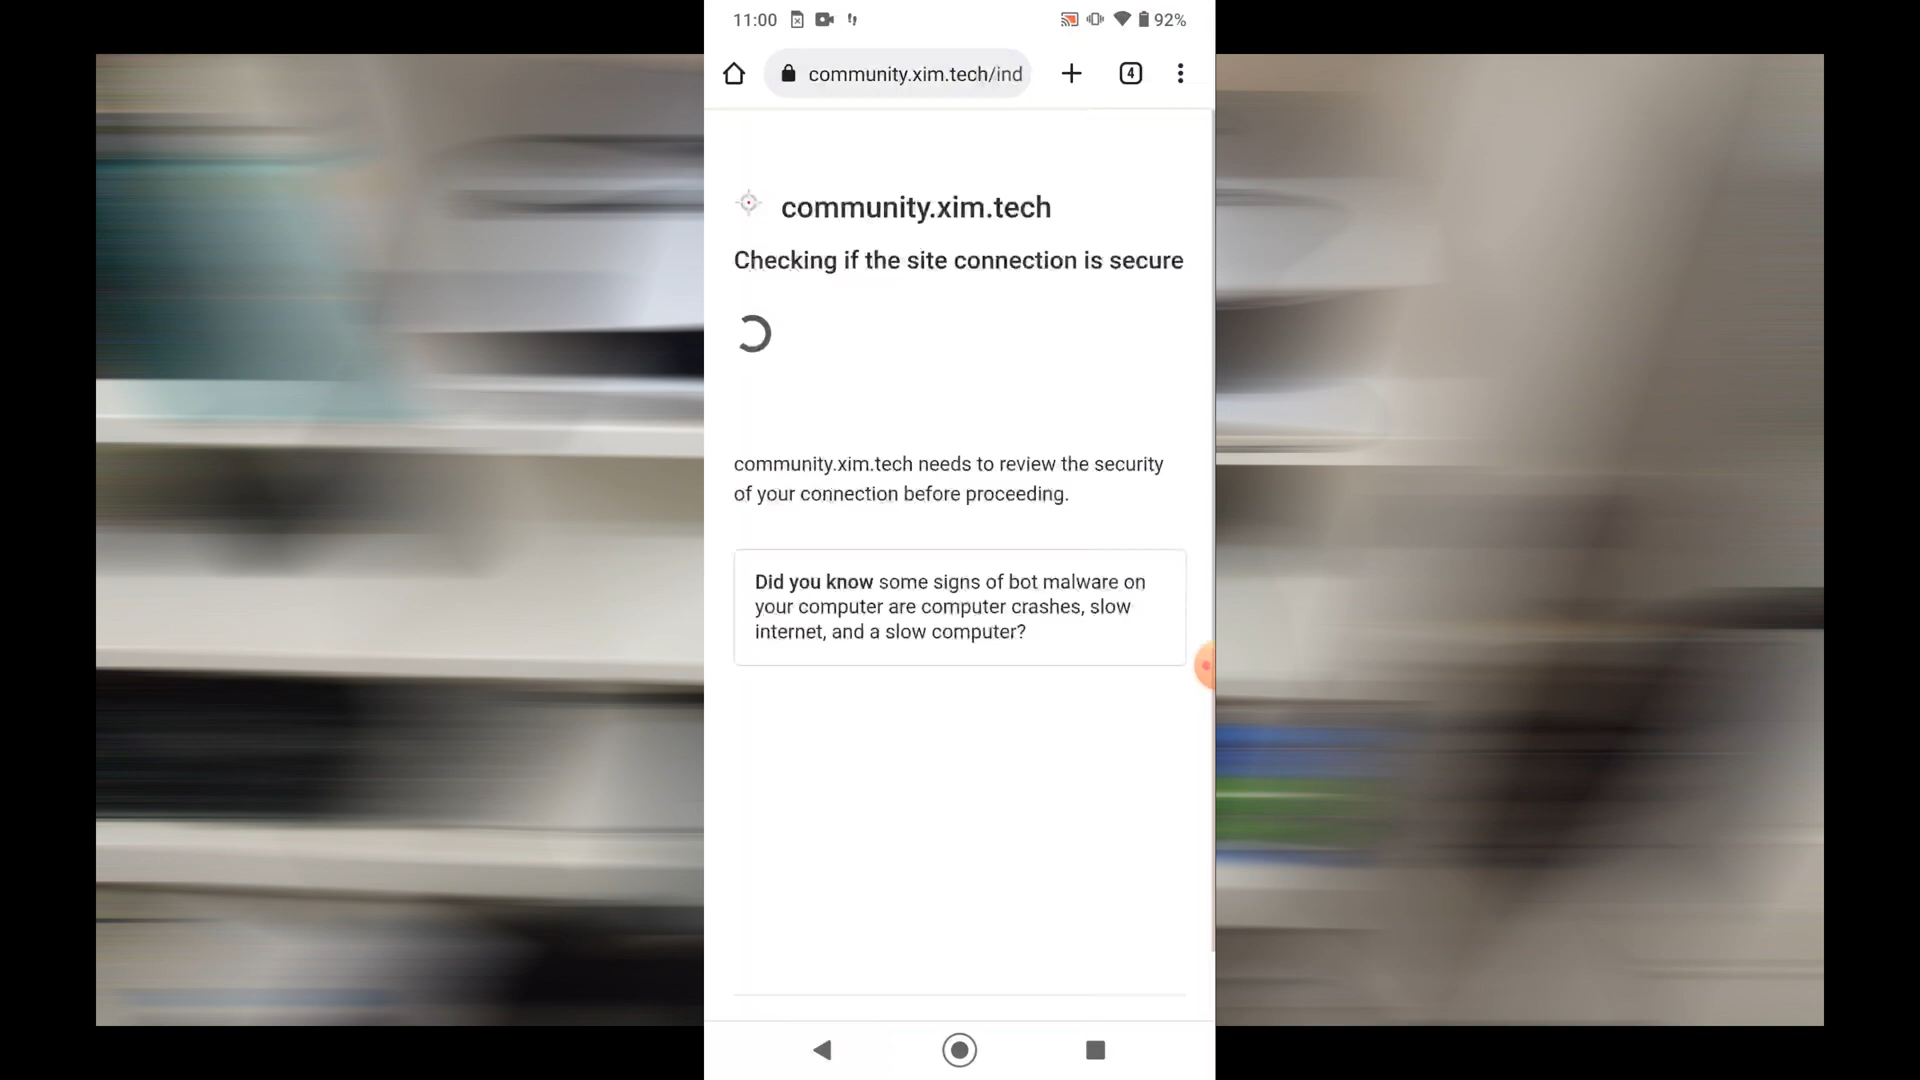 11:00
92%
community.xim.tech/ind
4
community.xim.tech
Checking if the site connection is secure
community.xim.tech needs to review the security
of your connection before proceeding.
Did you know some signs of bot malware on
your computer are computer crashes, slow
internet, and a slow computer?